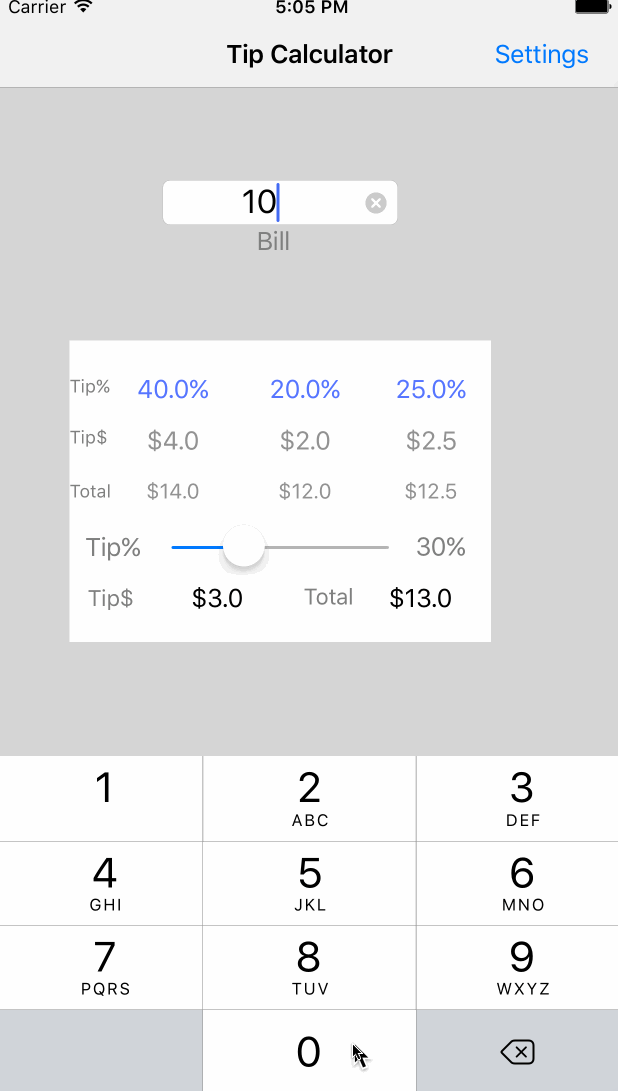 Carrier 5:05 PM
Tip Calculator Settings
10
Bill
Tip% 40.0% 20.0% 25.0%
Tip$ $4.0 $2.0 $2.5
Total $14.0 $12.0 $12.5
Tip% 30%
Tip$ $3.0 Total $13.0
1 2 3
ABC DEF
4 5 6
GHI JKL MNO
7 8 9
PQRS TUV WXYZ
0